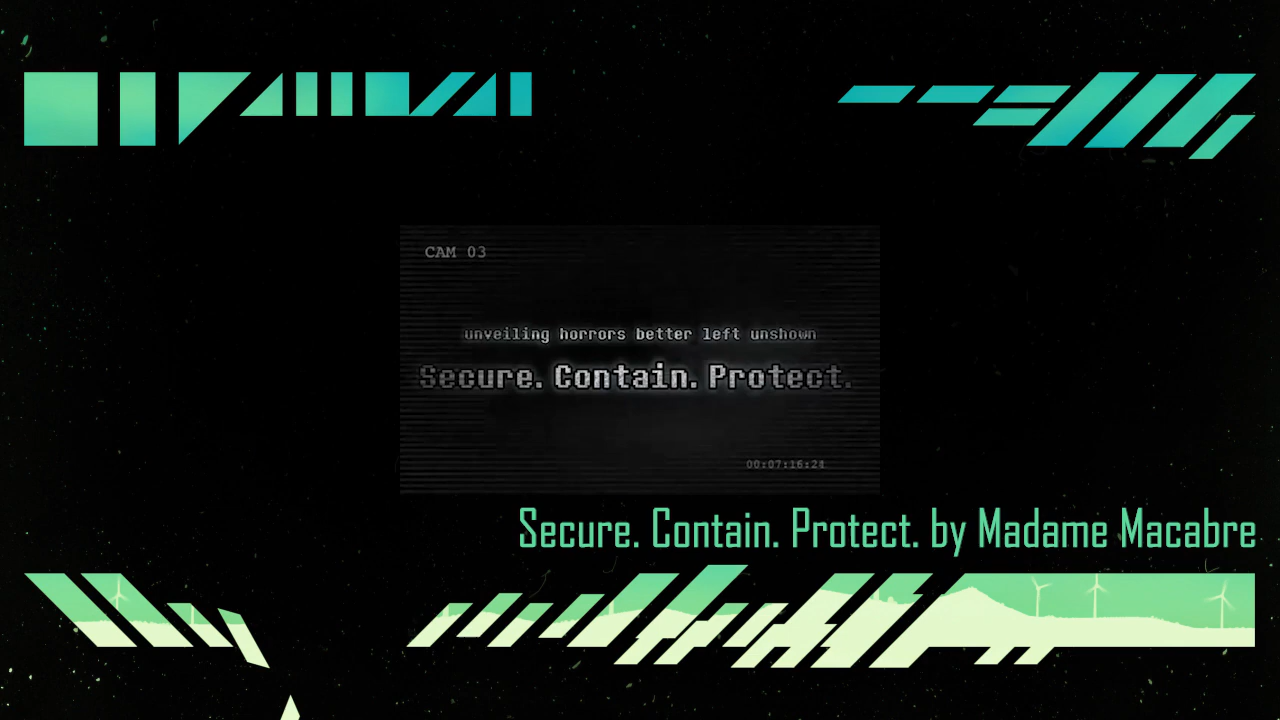 CAM 03
unveiling horrors better left unshown
Secure. Contain. Protect.
00:07:16:24
Secure. Contain. Protect. by Madame Macabre